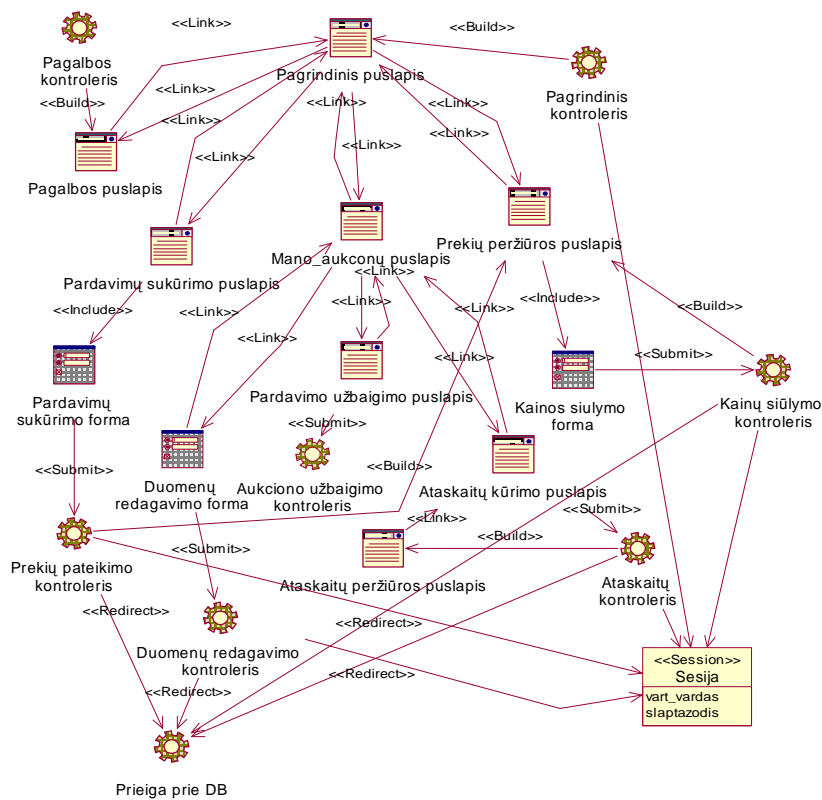 <<Link>>
<<Build>>
Pagalbos
kontroleris
Pagrindinis puslapis
<<Link>>
<<Link>>
<<Link>>
<<Build>>
Pagrindinis
kontroleris
<<Link>>
<<Link>>
<<Link>>
<<Link>>
Pagalbos puslapis
Prekių peržiūros puslapis
Mano_aukconų puslapis
<<Link>>
Pardavimų sukūrimo puslapis
<<Include>>
<<Link>>
<<Link>>
<<Include>>
<<Build>>
<<Link>>
<<Link>>
<<Link>>
<<Submit>>
Pardavimo užbaigimo puslapis
Pardavimų
sukūrimo forma
Kainos siulymo
forma
Kainų siūlymo
kontroleris
<<Submit>>
<<Submit>>
<<Build>>
Duomenų
redagavimo forma
Aukciono užbaigimo
kontroleris
Ataskaitų kūrimo puslapis
<<Submit>>
<<Link>>
<<Build>>
<<Submit>>
Prekių pateikimo
kontroleris
Ataskaitų peržiūros puslapis
Ataskaitų
kontroleris
<<Redirect>>
<<Redirect>>
Duomenų redagavimo
kontroleris
<<Redirect>>
<<Redirect>>
<<Session>>
Sesija
vart_vardas
slaptazodis
Prieiga prie DB